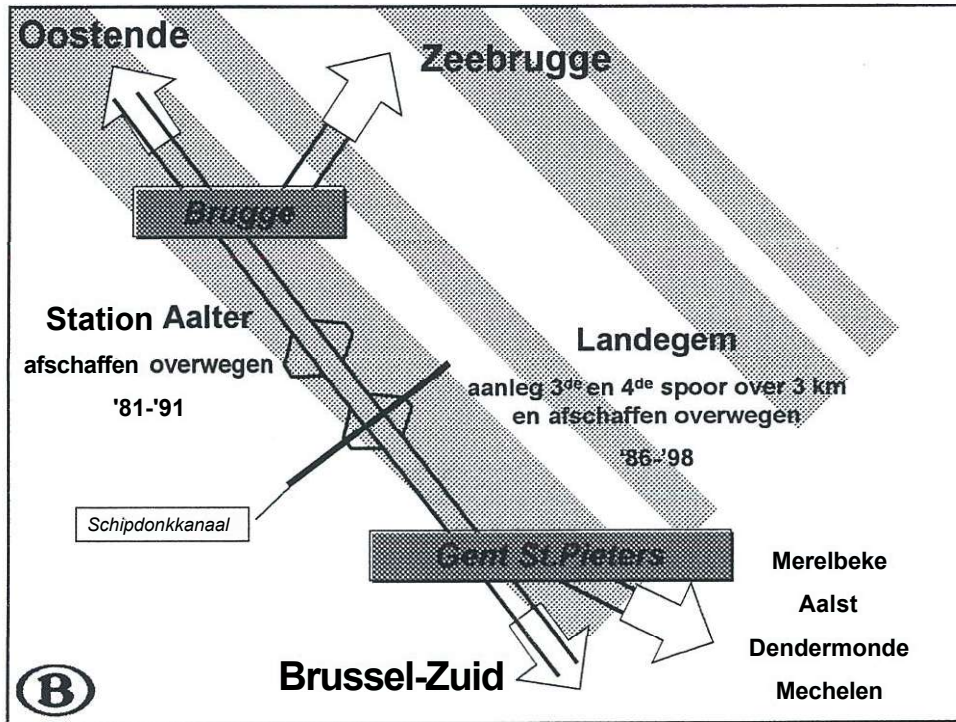 Oostende
Zeebrugge
Brugge
Station Aalter
afschaffen overwegen
'81-'91
Landegem
aanleg 3de en 4de spoor over 3 km
en afschaffen overwegen
'86-'98
Schipdonkkanaal
Gent St.Pieters
Merelbeke
Aalst
Dendermonde
Mechelen
Brussel-Zuid
B